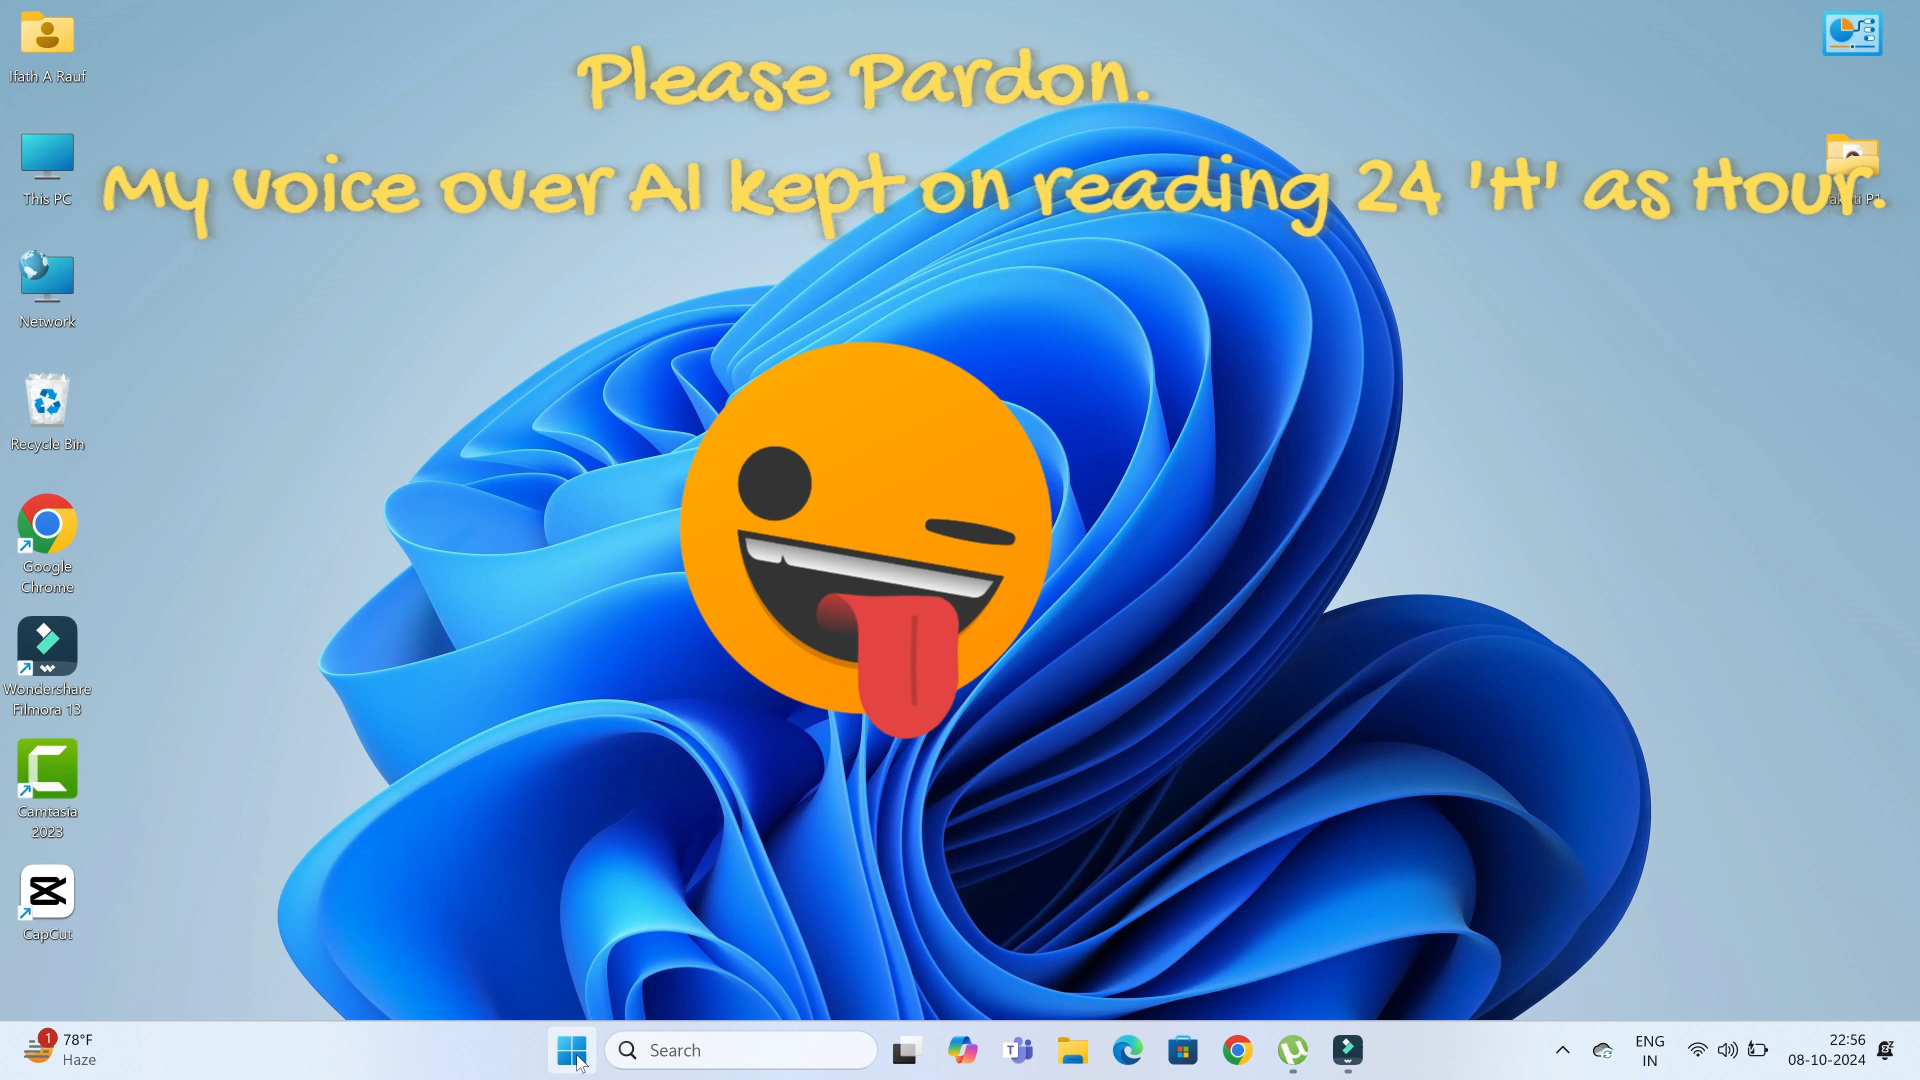 Please Pardon.
My voice over AI kept on reading 24 'H' as Hour.
Ifath A Rauf
This PC
Network
Recycle Bin
Google
Chrome
Wondershare
Filmora 13
Camtasia
2023
CapCut
1
78°F
Haze
Search
ENG
IN
22:56
08-10-2024